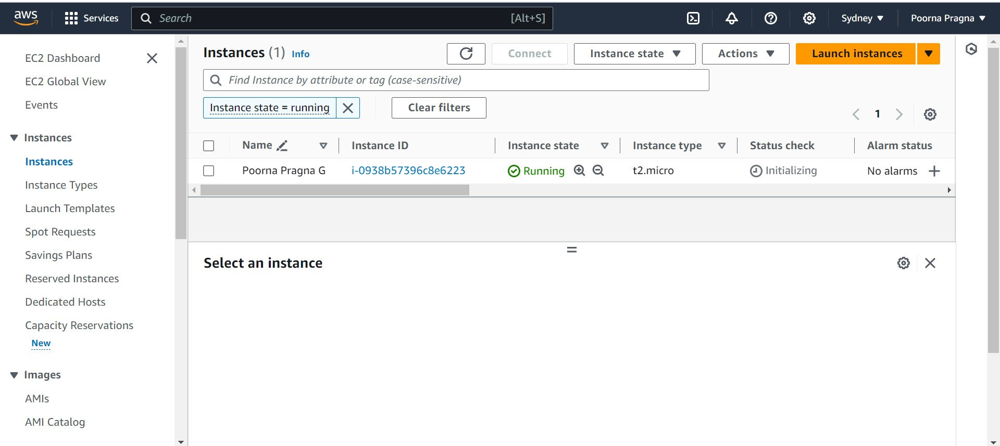 aws
Services
Search
[Alt+S]
Sydney
Poorna Pragna
EC2 Dashboard
EC2 Global View
Events
Instances
Instances
Instance Types
Launch Templates
Spot Requests
Savings Plans
Reserved Instances
Dedicated Hosts
Capacity Reservations
New
Images
AMIs
AMI Catalog
Instances (1) Info
Connect
Instance state
Actions
Launch instances
Find Instance by attribute or tag (case-sensitive)
Instance state = running
Clear filters
1
Name Instance ID Instance state Instance type Status check Alarm status
Poorna Pragna G i-0938b57396c8e6223 Running t2.micro Initializing No alarms
Select an instance